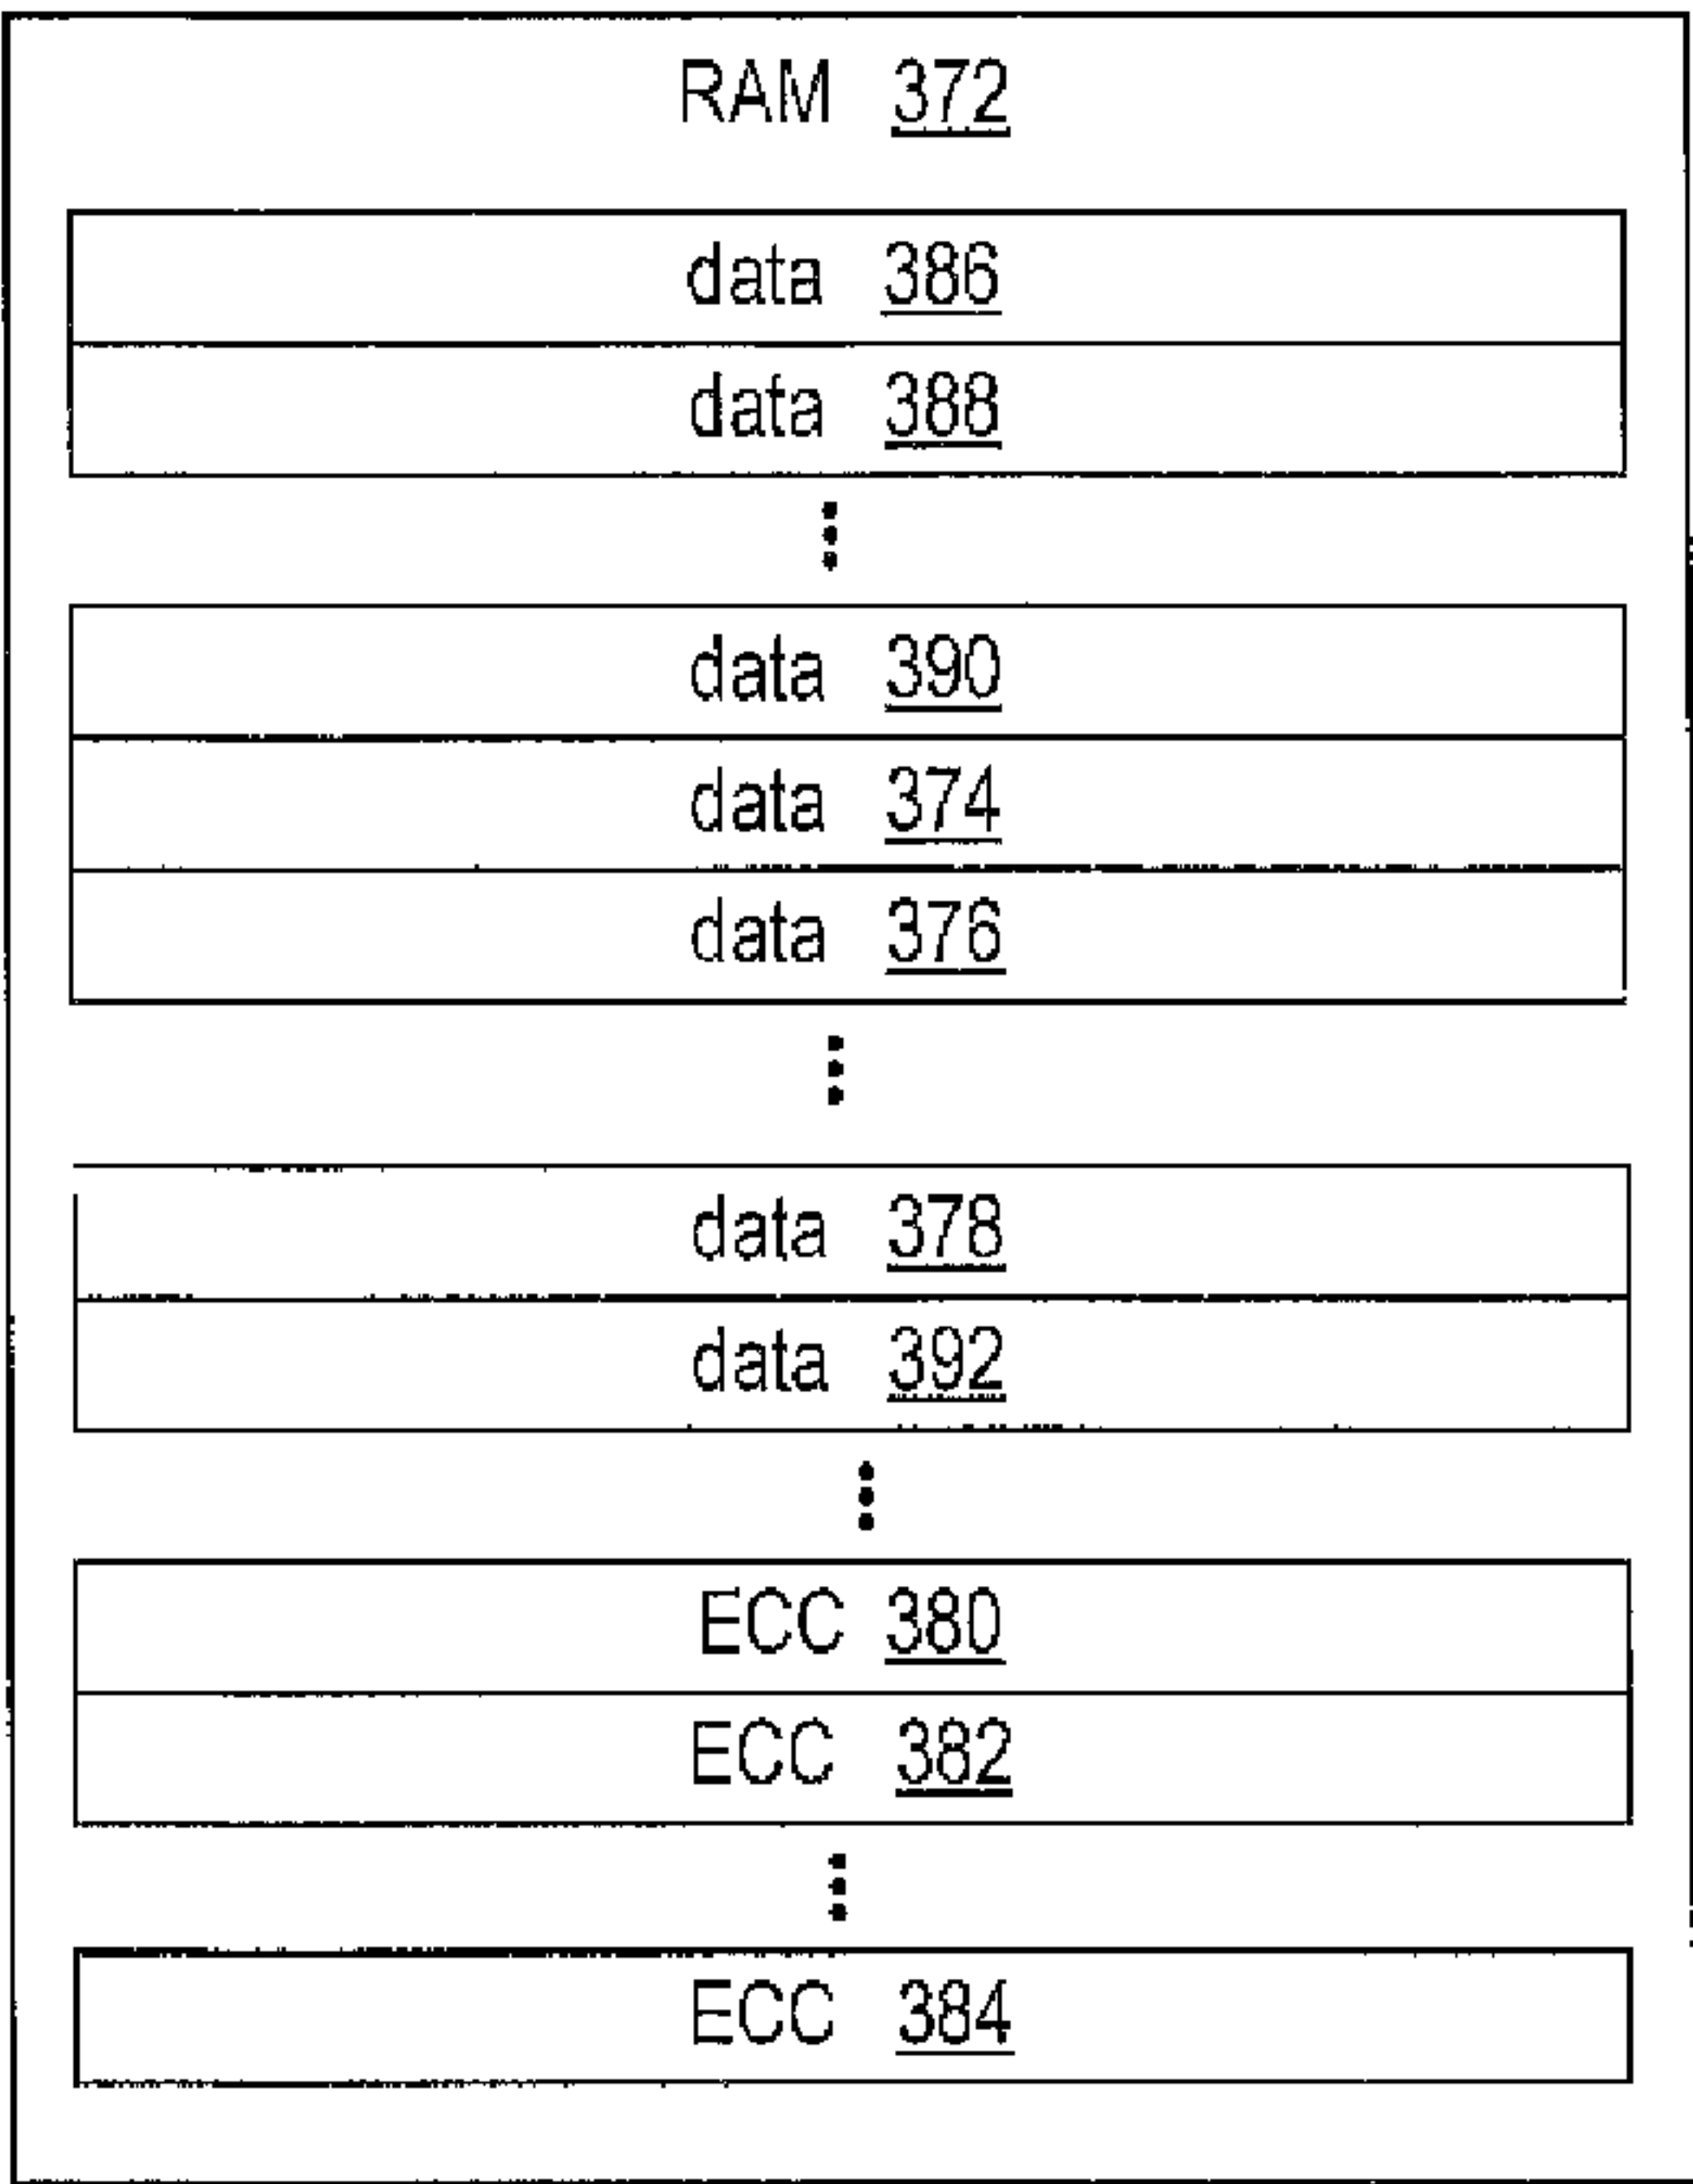 RAM 372
data 386
data 388
data 390
data 374
data 376
data 378
data 392
ECC 380
ECC 382
ECC 384